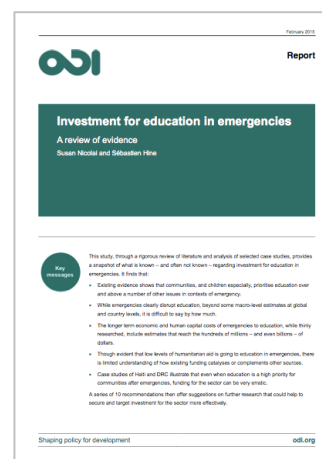 February 2015
ODI
Report
Investment for education in emergencies
A review of evidence
Susan Nicolai and Sébastien Hine
Key
messages
This study, through a rigorous review of literature and analysis of selected case studies, provides
a snapshot of what is known – and often not known – regarding investment for education in
emergencies. It finds that:
• Existing evidence shows that communities, and children especially, prioritise education over
and above a number of other issues in contexts of emergency.
• While emergencies clearly disrupt education, beyond some macro-level estimates at global
and country levels, it is difficult to say by how much.
• The longer term economic and human capital costs of emergencies to education, while thinly
researched, include estimates that reach the hundreds of millions – and even billions – of
dollars.
• Though evident that low levels of humanitarian aid is going to education in emergencies, there
is limited understanding of how existing funding catalyses or complements other sources.
• Case studies of Haiti and DRC illustrate that even when education is a high priority for
communities after emergencies, funding for the sector can be very erratic.
A series of 10 recommendations then offer suggestions on further research that could help to
secure and target investment for the sector more effectively.
Shaping policy for development
odi.org